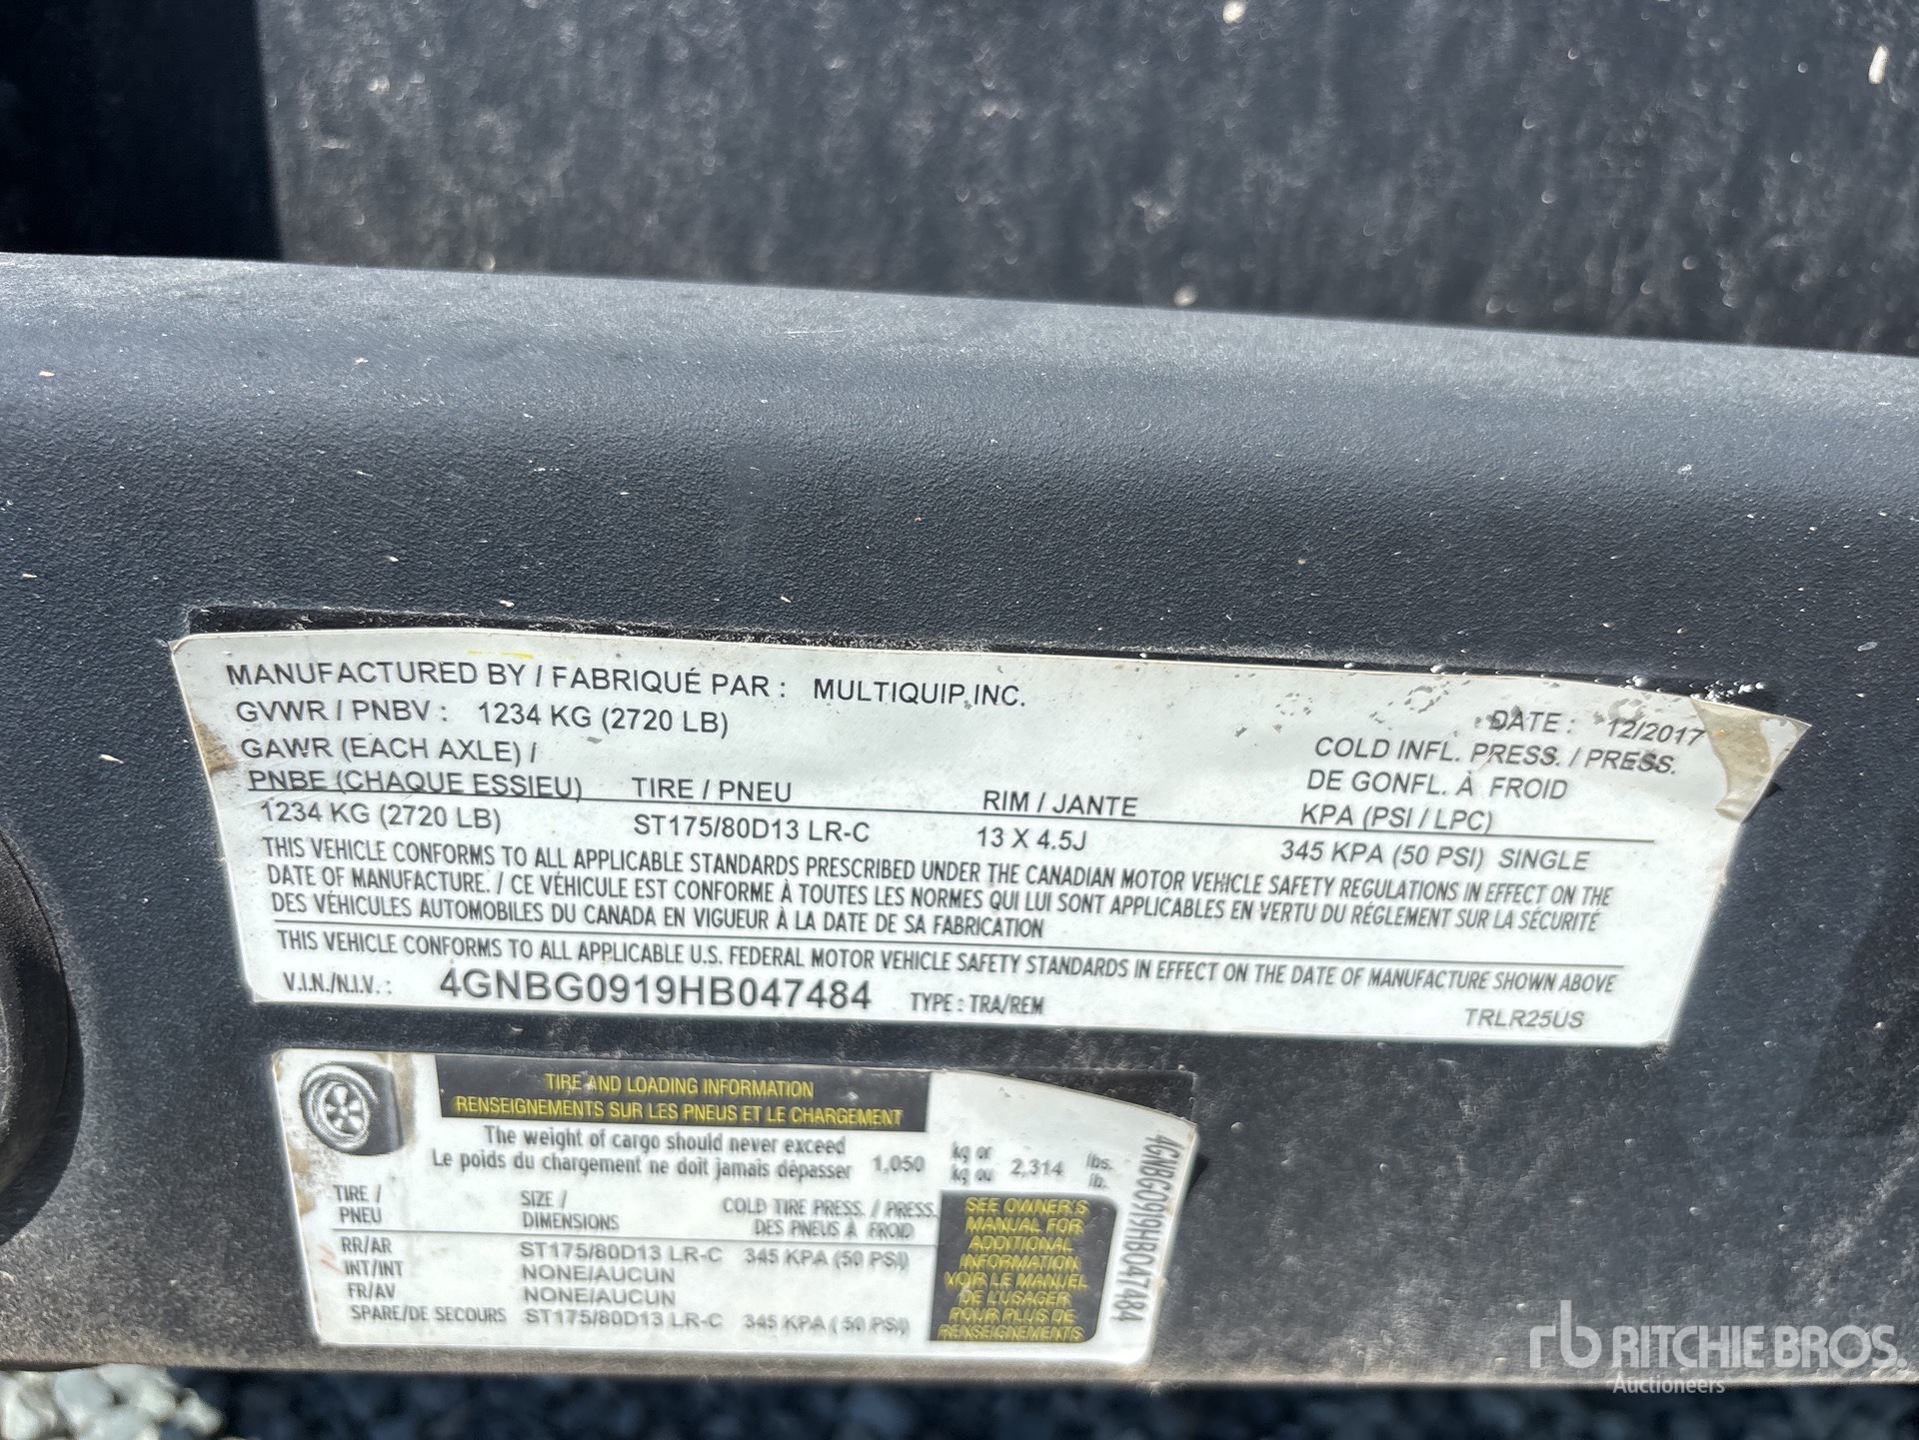 MANUFACTURED BY / FABRIQUÉ PAR : MULTIQUIP, INC.
GVWR / PNBV : 1234 KG (2720 LB) DATE : 12/2017
GAWR (EACH AXLE) / COLD INFL. PRESS. / PRESS.
PNBE (CHAQUE ESSIEU) TIRE / PNEU RIM / JANTE DE GONFL. À FROID
KPA (PSI / LPC)
1234 KG (2720 LB) ST175/80D13 LR-C 13 X 4.5J 345 KPA (50 PSI) SINGLE
THIS VEHICLE CONFORMS TO ALL APPLICABLE STANDARDS PRESCRIBED UNDER THE CANADIAN MOTOR VEHICLE SAFETY REGULATIONS IN EFFECT ON THE
DATE OF MANUFACTURE. / CE VÉHICULE EST CONFORME À TOUTES LES NORMES QUI LUI SONT APPLICABLES EN VERTU DU RÉGLEMENT SUR LA SÉCURITÉ
DES VÉHICULES AUTOMOBILES DU CANADA EN VIGUEUR À LA DATE DE SA FABRICATION
THIS VEHICLE CONFORMS TO ALL APPLICABLE U.S. FEDERAL MOTOR VEHICLE SAFETY STANDARDS IN EFFECT ON THE DATE OF MANUFACTURE SHOWN ABOVE
V.I.N./N.I.V. : 4GNBG0919HB047484 TYPE : TRA/REM TRLR25US
TIRE AND LOADING INFORMATION
RENSEIGNEMENTS SUR LES PNEUS ET LE CHARGEMENT
The weight of cargo should never exceed kg or lbs.
Le poids du chargement ne doit jamais dépasser 1,050 kg ou 2,314 lb.
TIRE / SIZE / COLD TIRE PRESS. / PRESS.
PNEU DIMENSIONS DES PNEUS À FROID
RR/AR ST175/80D13 LR-C 345 KPA (50 PSI)
INT/INT NONE/AUCUN
FR/AV NONE/AUCUN
SPARE/DE SECOURS ST175/80D13 LR-C 345 KPA (50 PSI)
SEE OWNER'S
MANUAL FOR
ADDITIONAL
INFORMATION
VOIR LE MANUEL
DE L'USAGER
POUR PLUS DE
RENSEIGNEMENTS
4GNBG0919HB047484
rb RITCHIE BROS.
Auctioneers